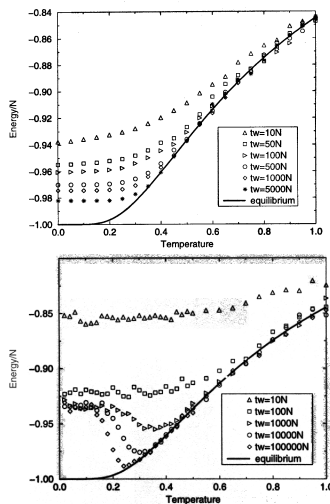 -0.84
-0.86
-0.88
-0.90
-0.92
-0.94
-0.96
-0.98
-1.00
Energy/N
tw=10N
tw=50N
tw=100N
tw=500N
tw=1000N
tw=5000N
equilibrium
0.0 0.2 0.4 0.6 0.8 1.0
Temperature
-0.85
-0.90
-0.95
-1.00
Energy/N
tw=10N
tw=100N
tw=1000N
tw=10000N
tw=100000N
equilibrium
0.0 0.2 0.4 0.6 0.8 1.0
Temperature